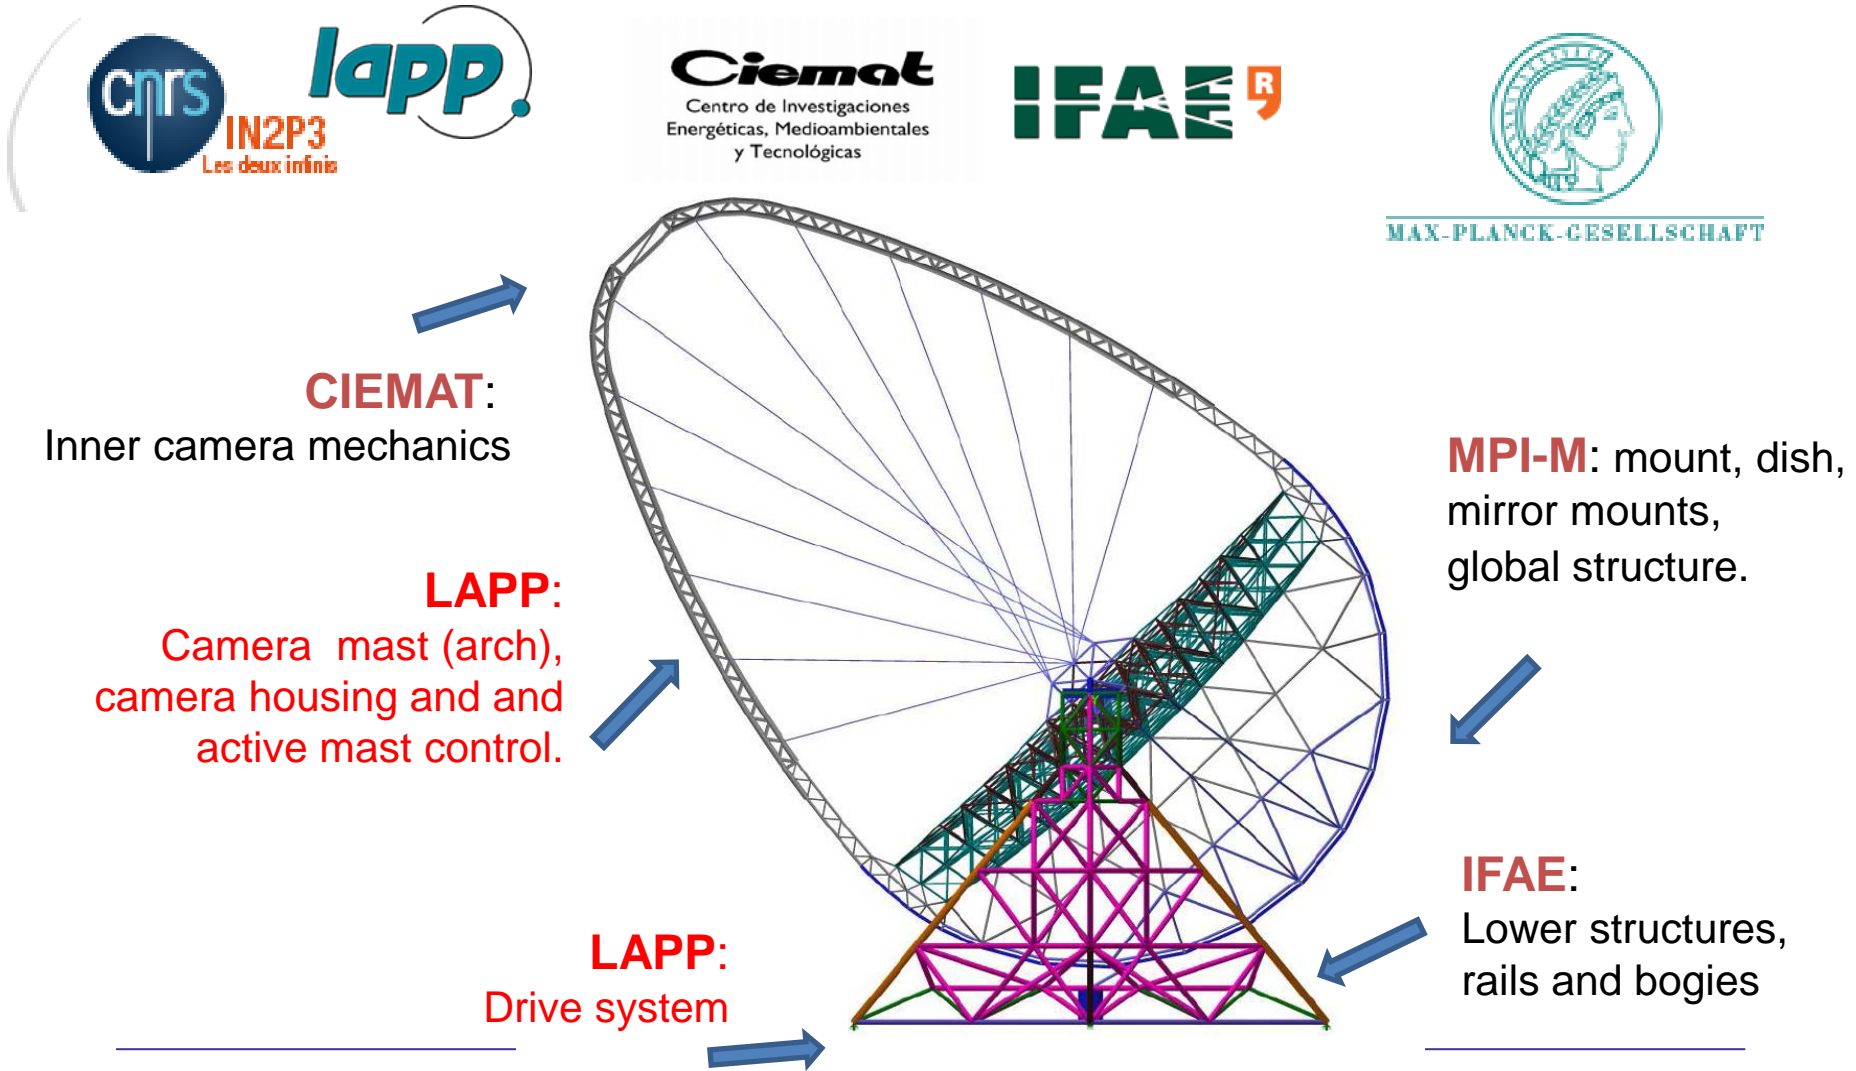 cnrs
IN2P3
Les deux infinis
lapp
Ciemat
Centro de Investigaciones
Energéticas, Medioambientales
y Tecnológicas
IFAE R
MAX-PLANCK-GESELLSCHAFT
CIEMAT:
Inner camera mechanics
MPI-M: mount, dish,
mirror mounts,
global structure.
LAPP:
Camera mast (arch),
camera housing and and
active mast control.
IFAE:
Lower structures,
rails and bogies
LAPP:
Drive system